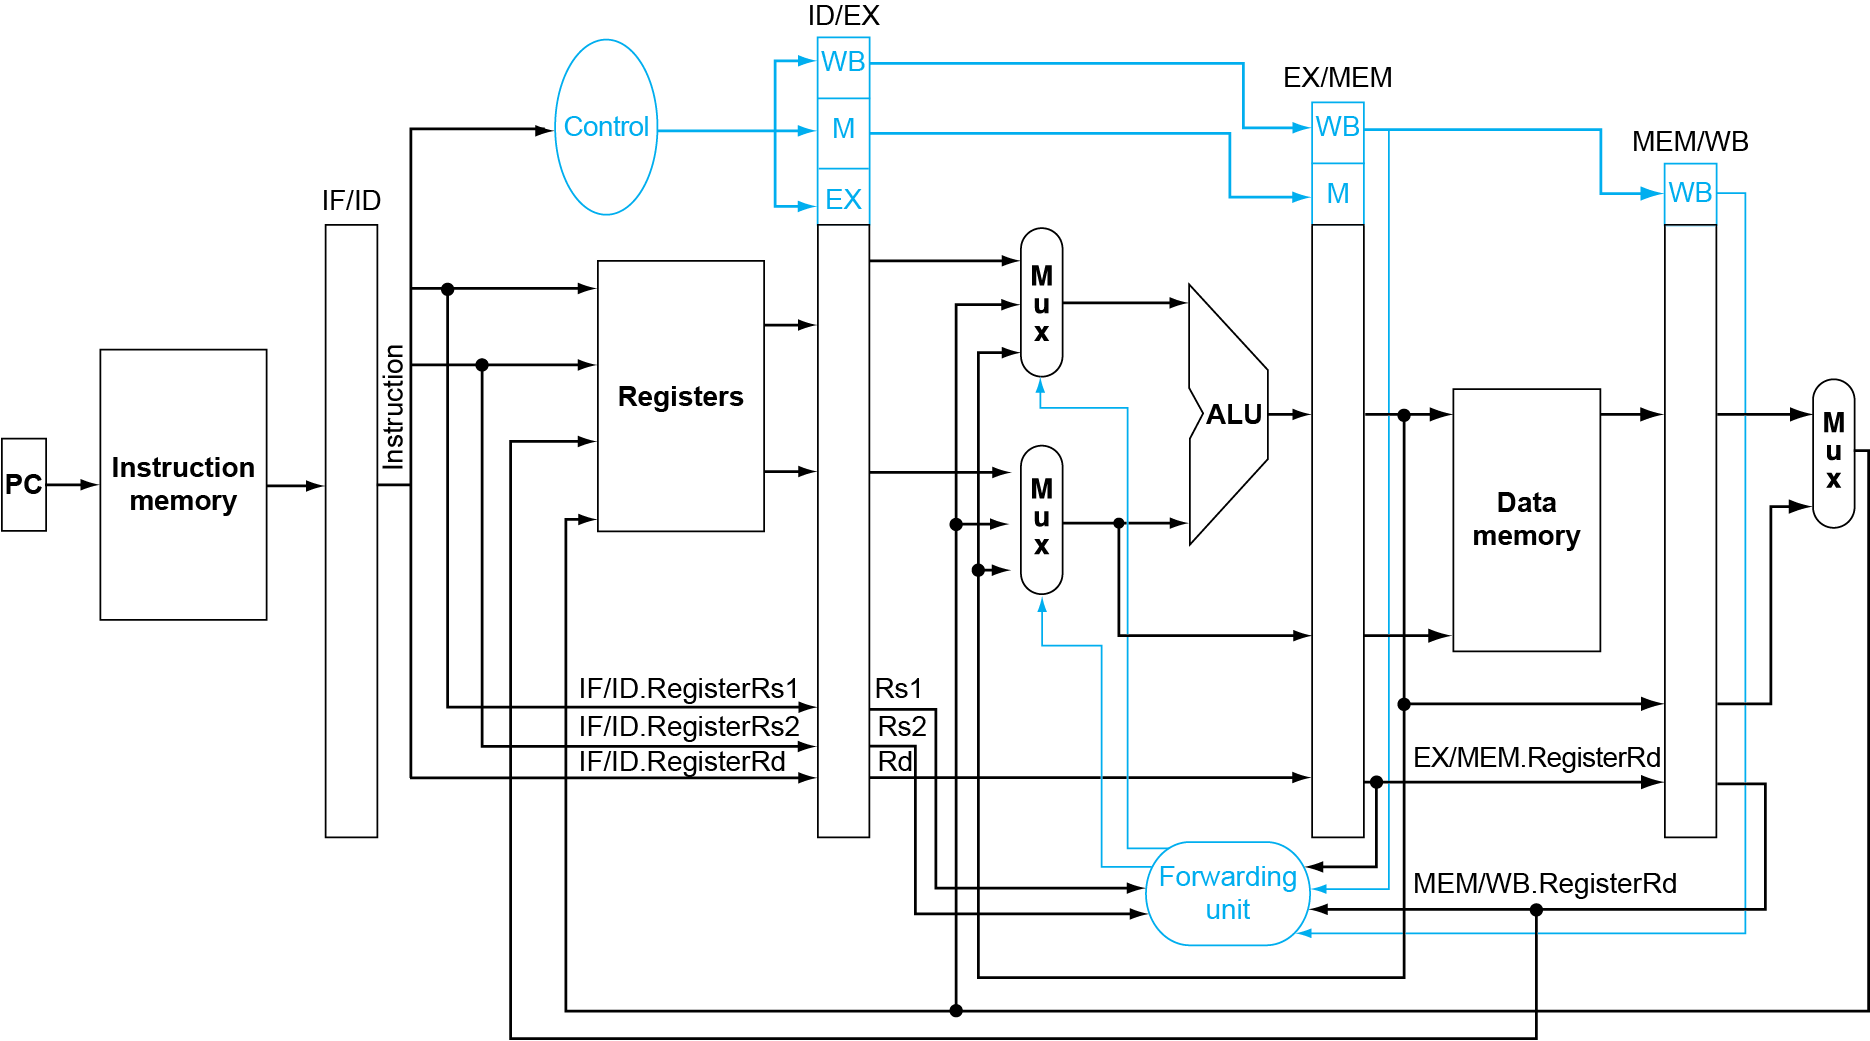 ID/EX
WB
EX/MEM
Control
M
WB
MEM/WB
IF/ID
EX
M
WB
M
u
x
Instruction
Registers
ALU
M
u
x
PC
Instruction
memory
M
u
x
Data
memory
IF/ID.RegisterRs1
Rs1
IF/ID.RegisterRs2
Rs2
IF/ID.RegisterRd
Rd
EX/MEM.RegisterRd
Forwarding
unit
MEM/WB.RegisterRd